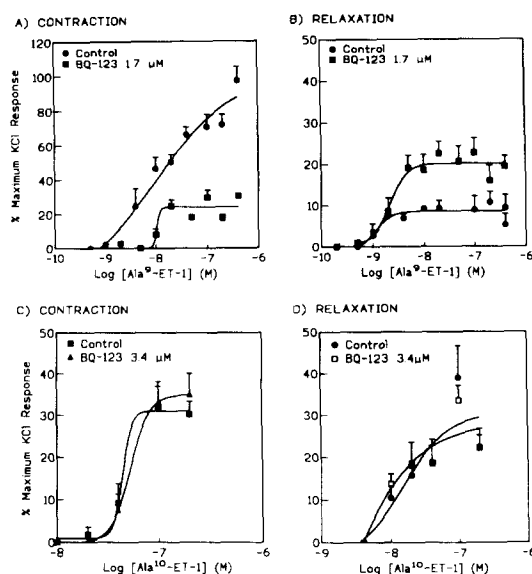 A) CONTRACTION
% Maximum KCl Response
120
100
80
60
40
20
0
Control
BQ-123 1.7 μM
-10 -9 -8 -7 -6
Log [Ala⁹-ET-1] (M)
B) RELAXATION
50
40
30
20
10
0
Control
BQ-123 1.7 μM
-10 -9 -8 -7 -6
Log [Ala⁹-ET-1] (M)
C) CONTRACTION
% Maximum KCl Response
50
40
30
20
10
0
Control
BQ-123 3.4 μM
-8 -7 -6
Log [Ala¹⁰-ET-1] (M)
D) RELAXATION
50
40
30
20
10
0
Control
BQ-123 3.4μM
-9 -8 -7 -6
Log [Ala¹⁰-ET-1] (M)